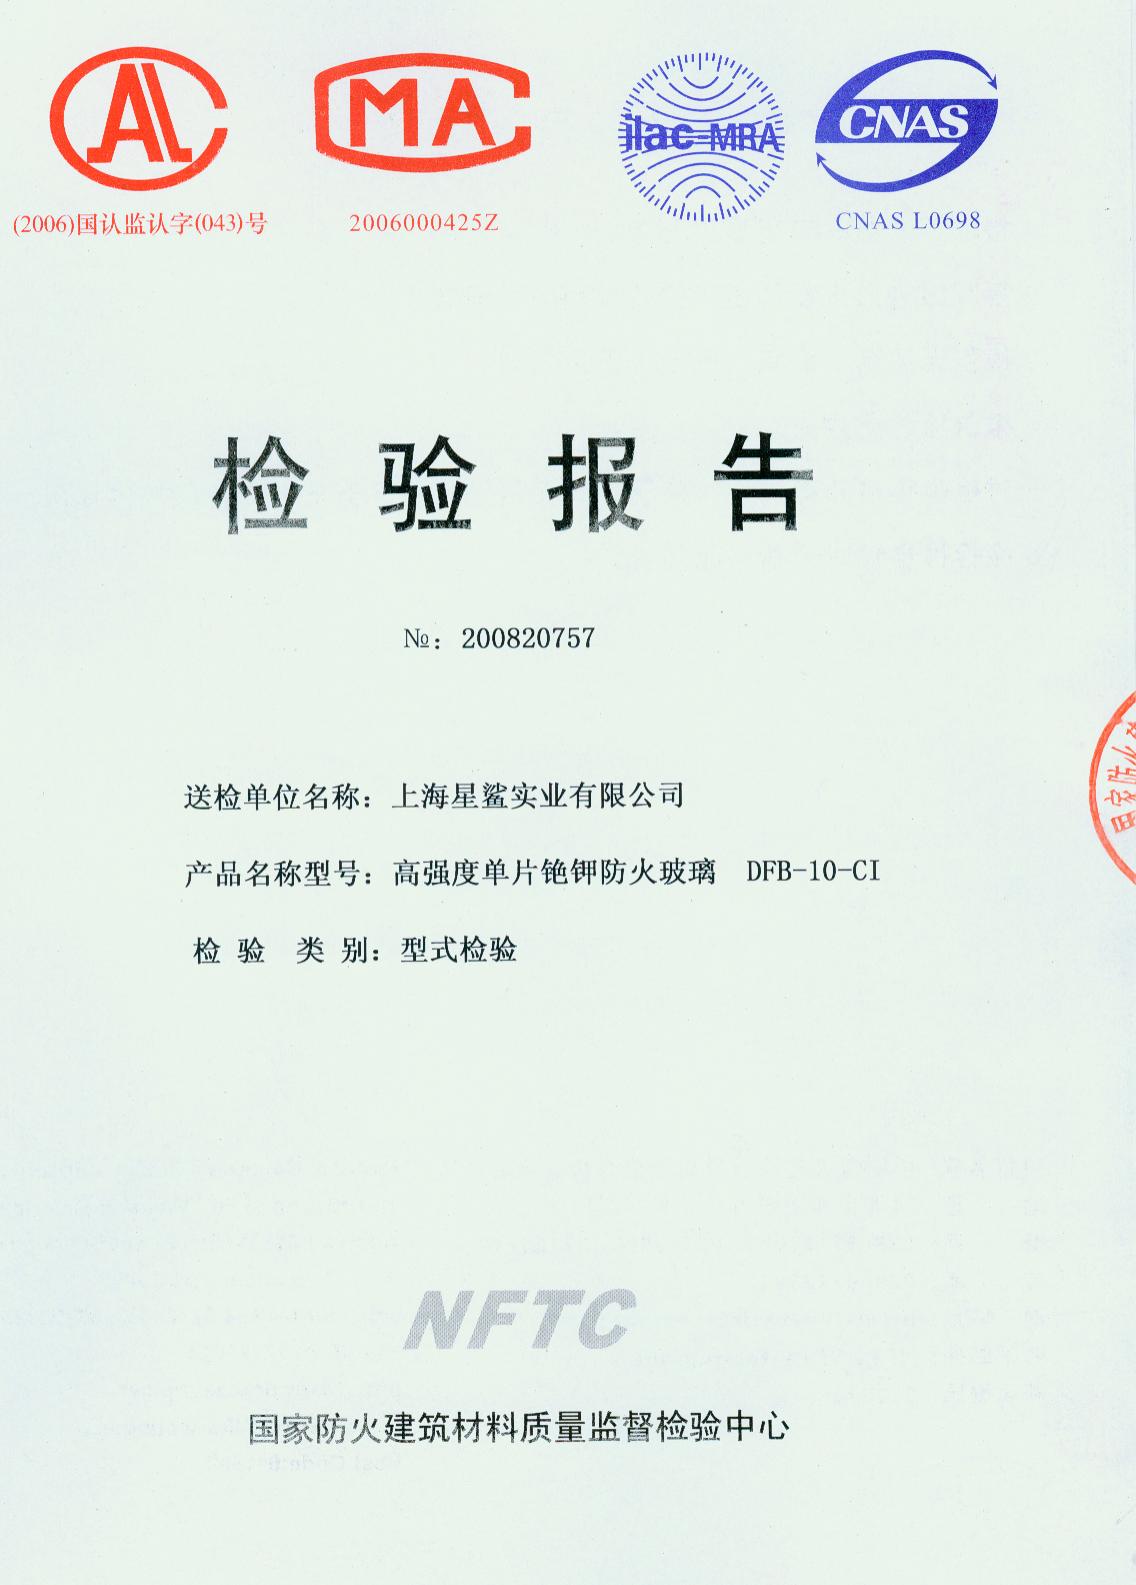 AL
MA
ilac-MRA
CNAS
(2006)国认监认字(043)号
2006000425Z
CNAS L0698
检验报告
№: 200820757
送检单位名称：上海星鲨实业有限公司
产品名称型号：高强度单片铯钾防火玻璃 DFB-10-CI
检验类别：型式检验
NFTC
国家防火建筑材料质量监督检验中心
国家防火